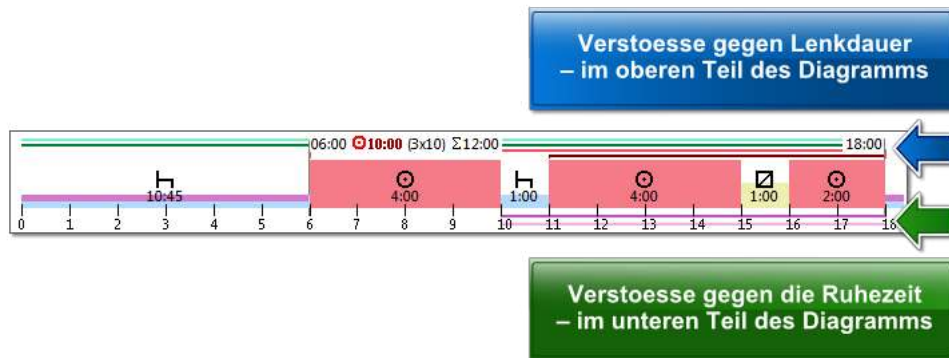 Verstoesse gegen Lenkdauer
– im oberen Teil des Diagramms
06:00 10:00 (3x10) Σ12:00 18:00
10:45 4:00 1:00 4:00 1:00 2:00
0 1 2 3 4 5 6 7 8 9 10 11 12 13 14 15 16 17 18
Verstoesse gegen die Ruhezeit
– im unteren Teil des Diagramms